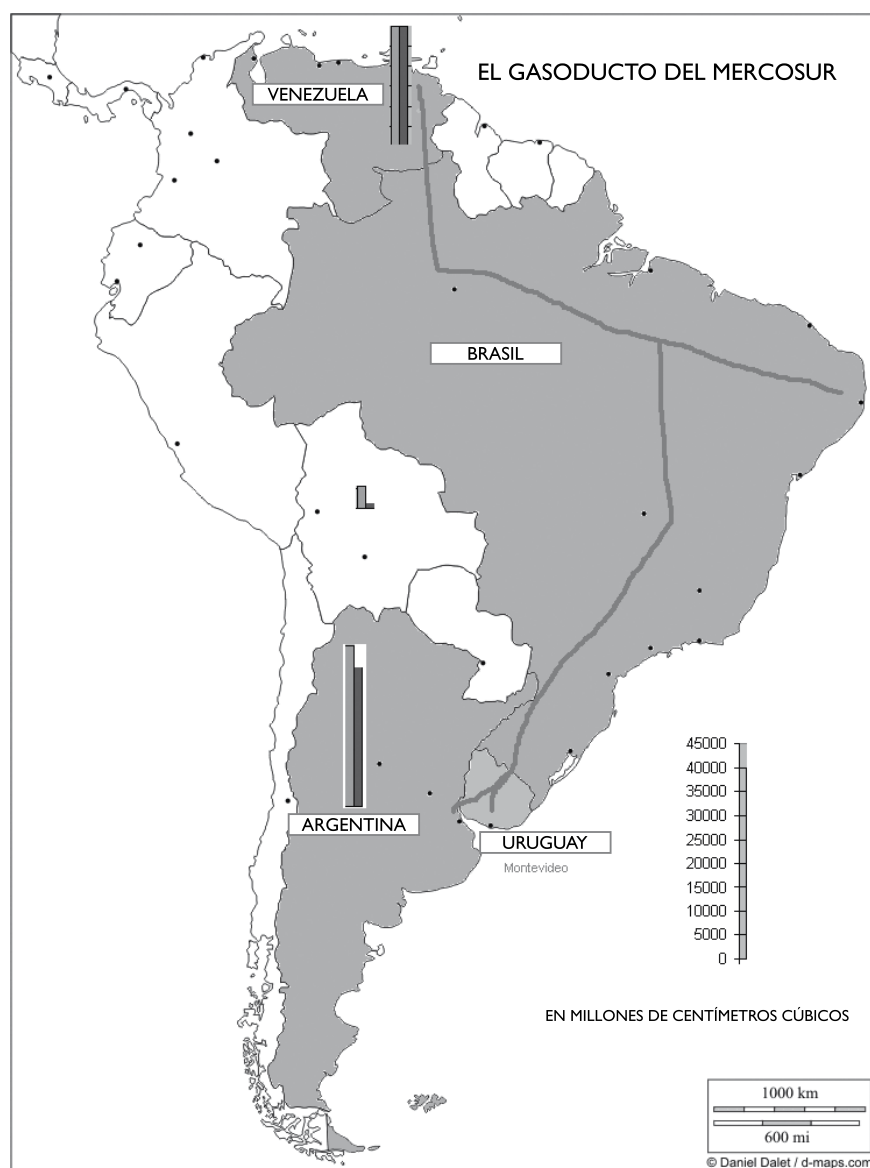 EL GASODUCTO DEL MERCOSUR
VENEZUELA
BRASIL
ARGENTINA
URUGUAY
Montevideo
45000
40000
35000
30000
25000
20000
15000
10000
5000
0
EN MILLONES DE CENTÍMETROS CÚBICOS
1000 km
600 mi
© Daniel Dalet / d-maps.com